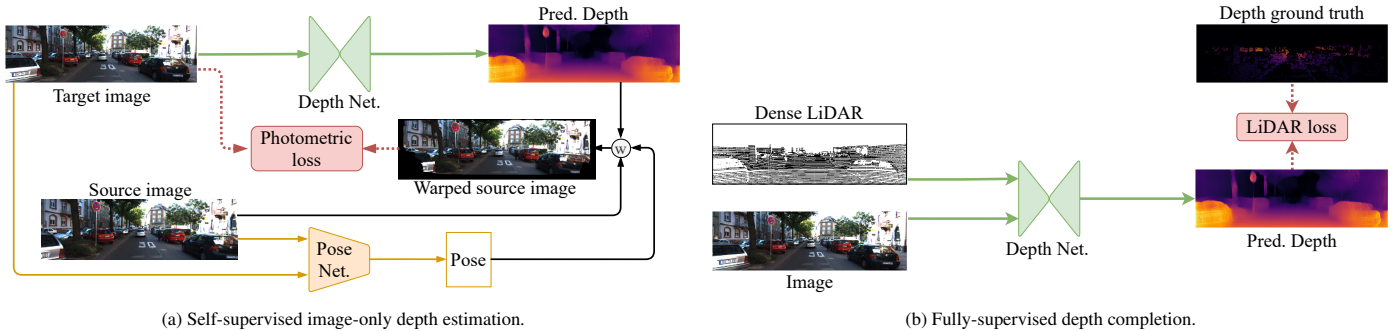 Pred. Depth
Target image
Depth Net.
Photometric
loss
W
Warped source image
Source image
Pose
Net.
Pose
(a) Self-supervised image-only depth estimation.
Depth ground truth
Dense LiDAR
LiDAR loss
Depth Net.
Pred. Depth
Image
(b) Fully-supervised depth completion.